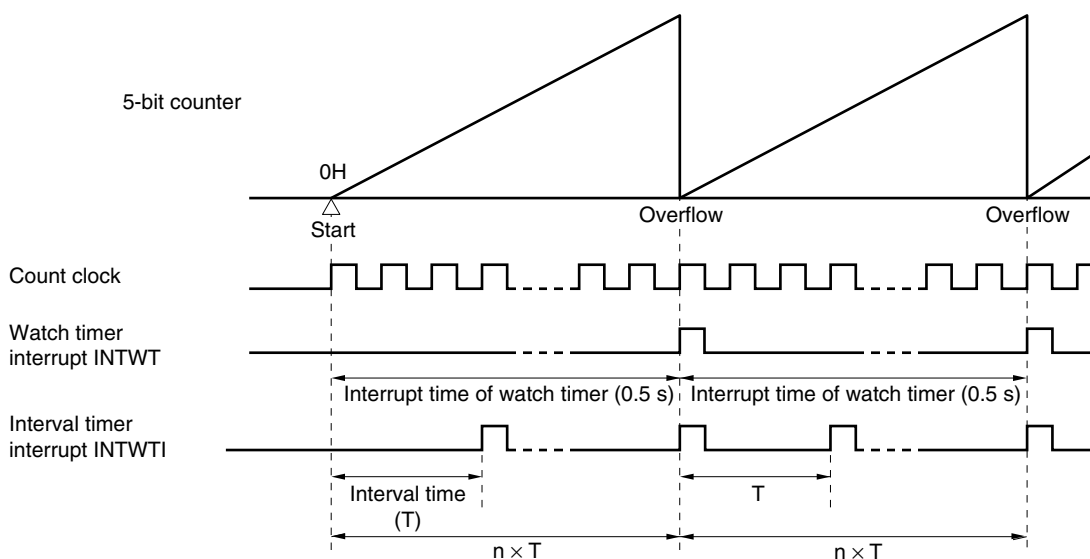 5-bit counter
0H
Start
Overflow
Overflow
Count clock
Watch timer
interrupt INTWT
Interrupt time of watch timer (0.5 s)
Interrupt time of watch timer (0.5 s)
Interval timer
interrupt INTWTI
Interval time
(T)
T
n × T
n × T